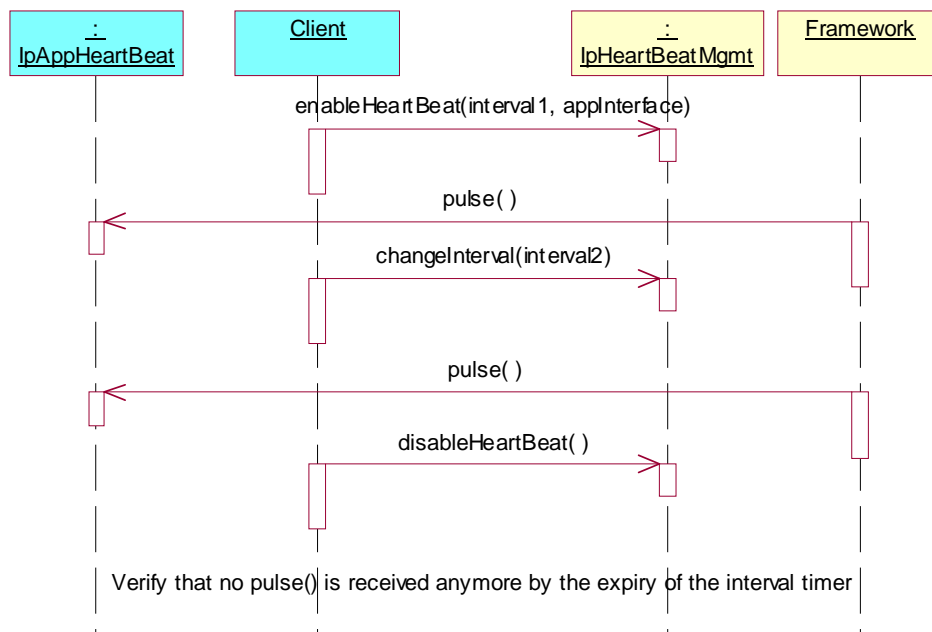 :
IpAppHeartBeat
Client
:
IpHeartBeatMgmt
Framework
enableHeartBeat(interval1, appInterface)
pulse( )
changeInterval(interval2)
pulse( )
disableHeartBeat( )
Verify that no pulse() is received anymore by the expiry of the interval timer